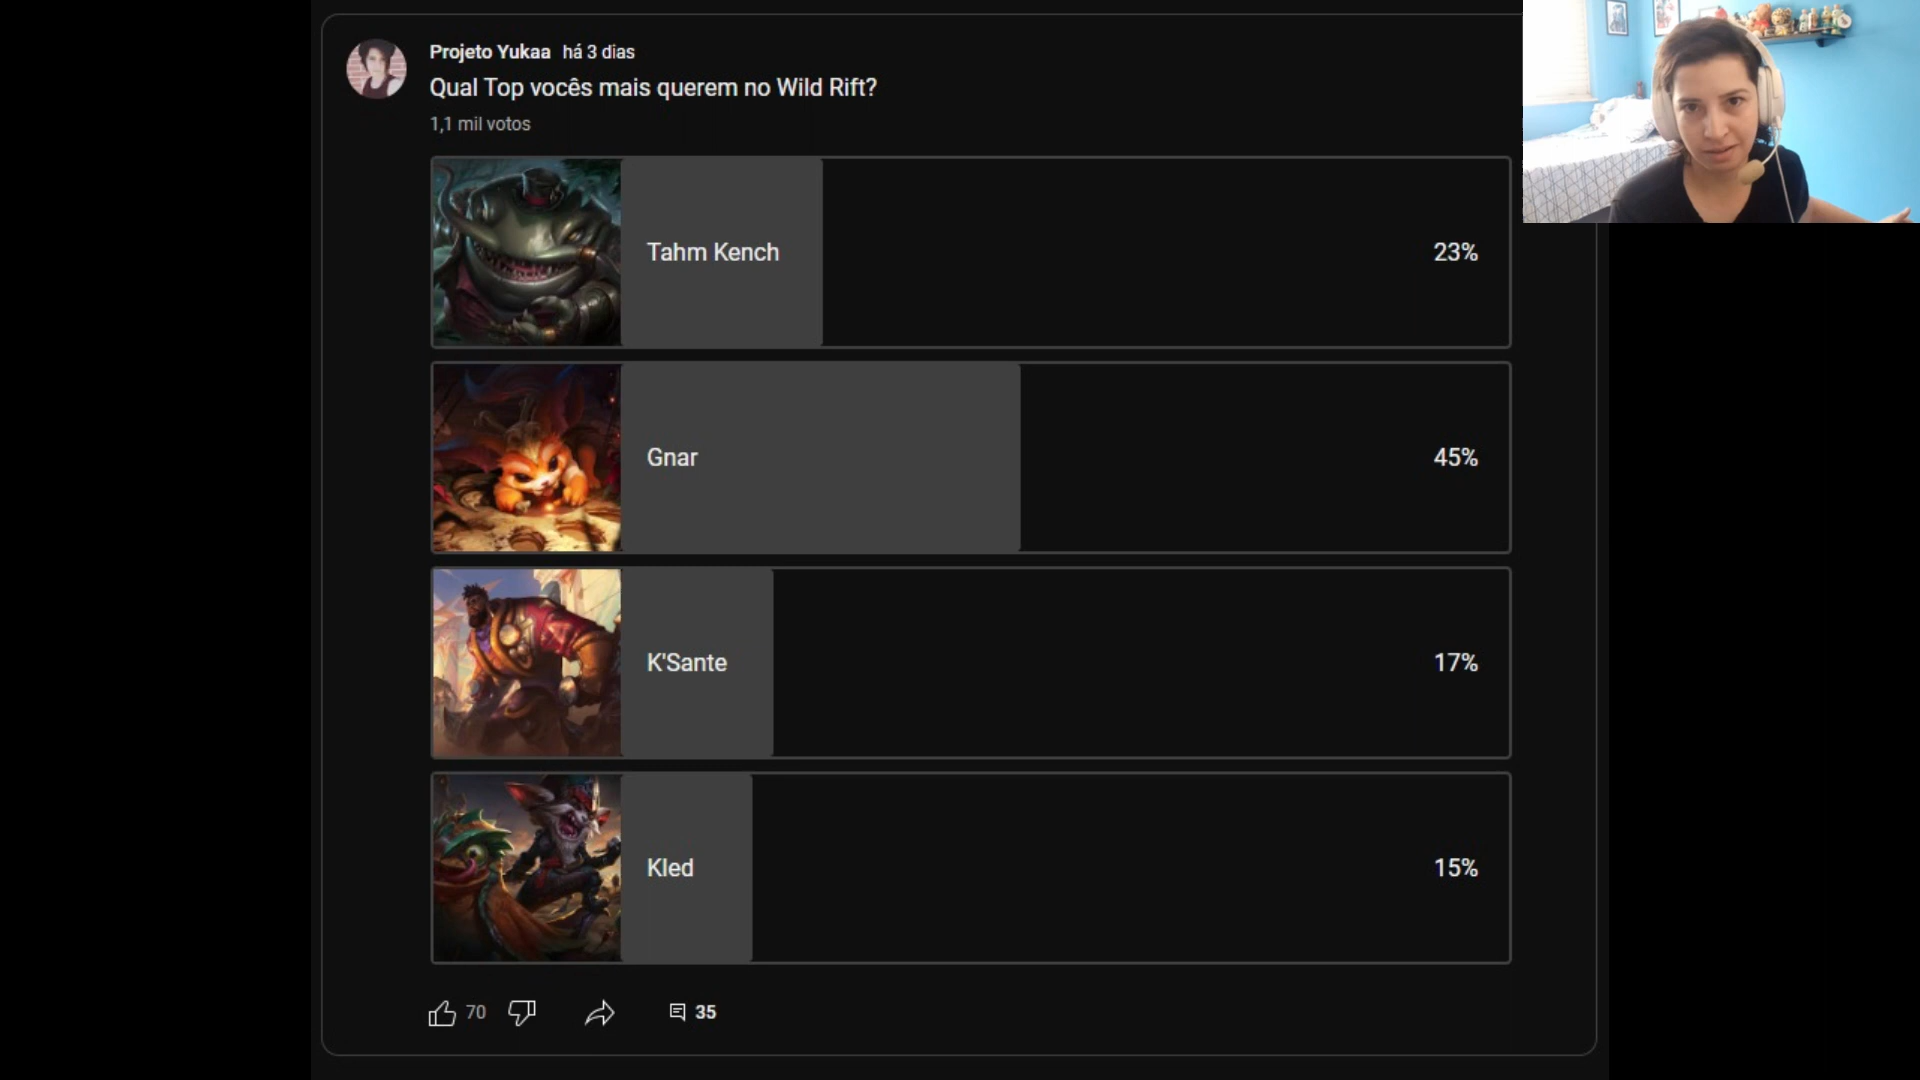 Projeto Yukaa há 3 dias
Qual Top vocês mais querem no Wild Rift?
1,1 mil votos
Tahm Kench 23%
Gnar 45%
K'Sante 17%
Kled 15%
70 35